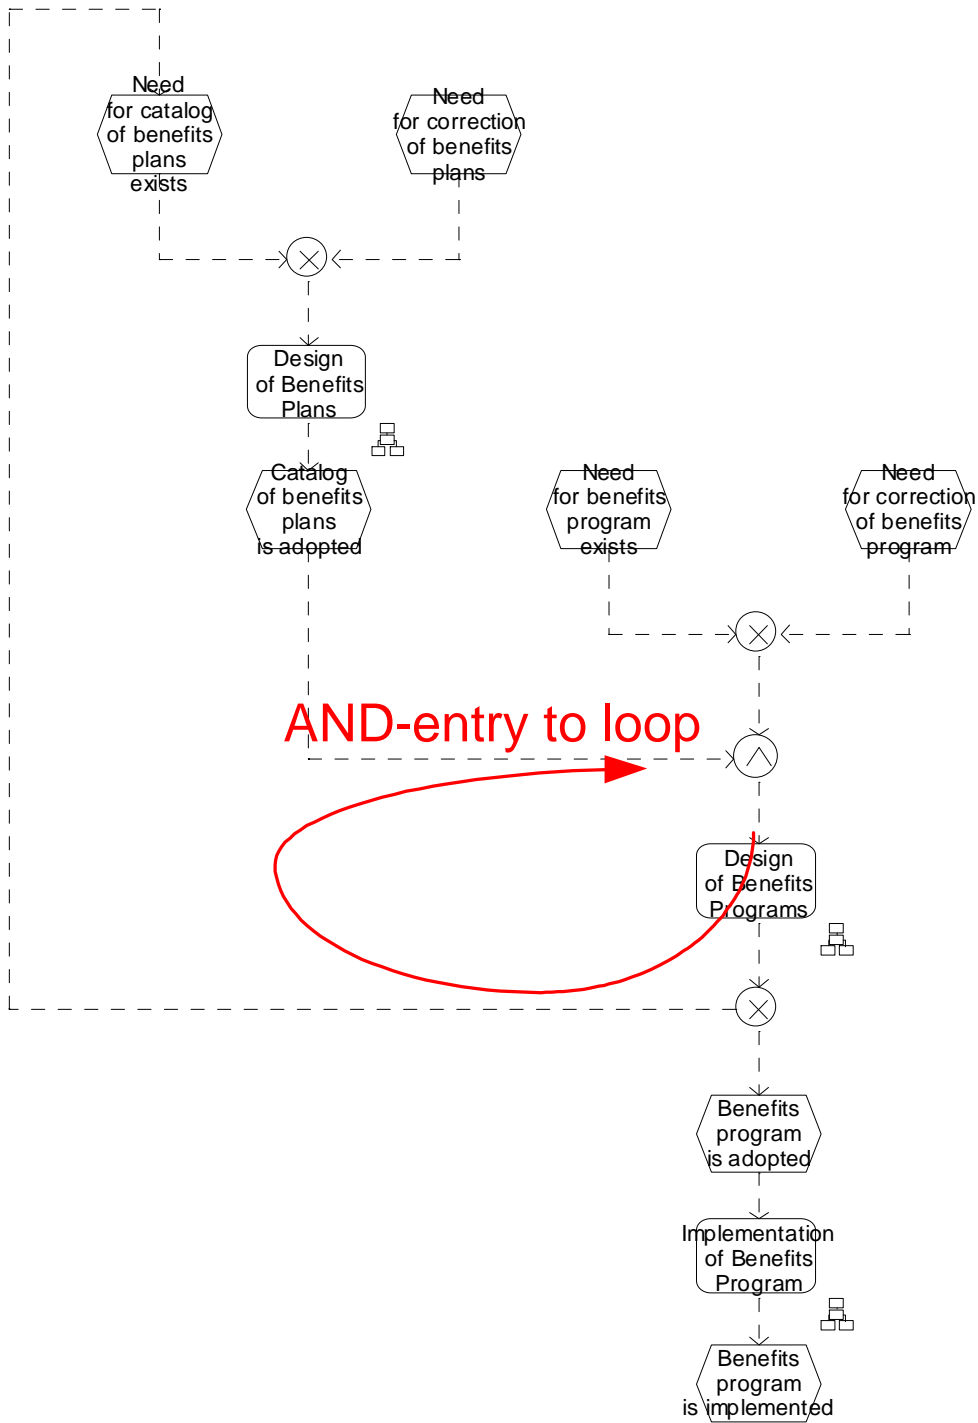 Need
for catalog
of benefits
plans
exists
Need
for correction
of benefits
plans
Design
of Benefits
Plans
Catalog
of benefits
plans
is adopted
Need
for benefits
program
exists
Need
for correction
of benefits
program
AND-entry to loop
Design
of Benefits
Programs
Benefits
program
is adopted
Implementation
of Benefits
Program
Benefits
program
is implemented